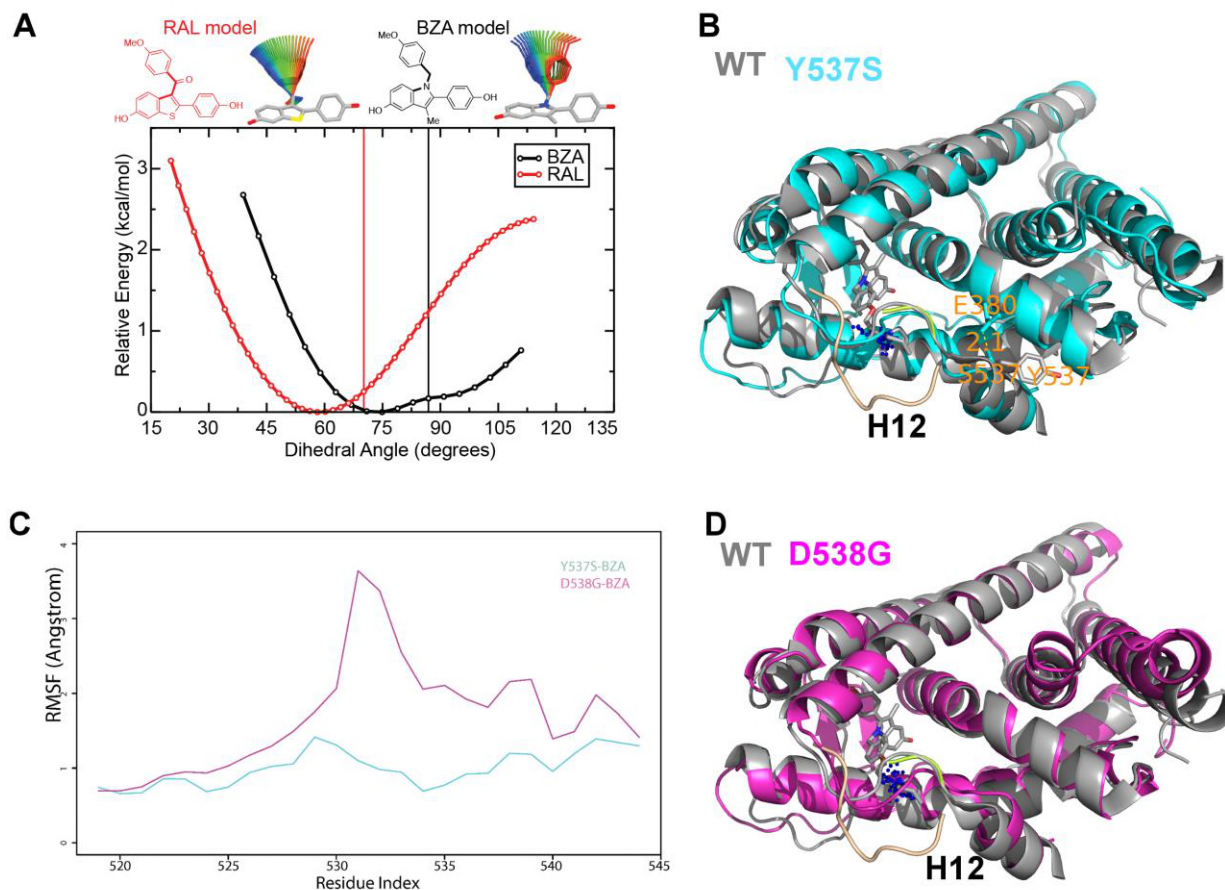 A
RAL model
BZA model
MeO
O
HO
S
OH
MeO
N
HO
Me
OH
BZA
RAL
Relative Energy (kcal/mol)
3
2
1
0
15 30 45 60 75 90 105 120 135
Dihedral Angle (degrees)
B
WT Y537S
E380
2.1
S537 Y537
H12
C
Y537S-BZA
D538G-BZA
RMSF (Angstrom)
4
3
2
1
0
520 525 530 535 540 545
Residue Index
D
WT D538G
H12